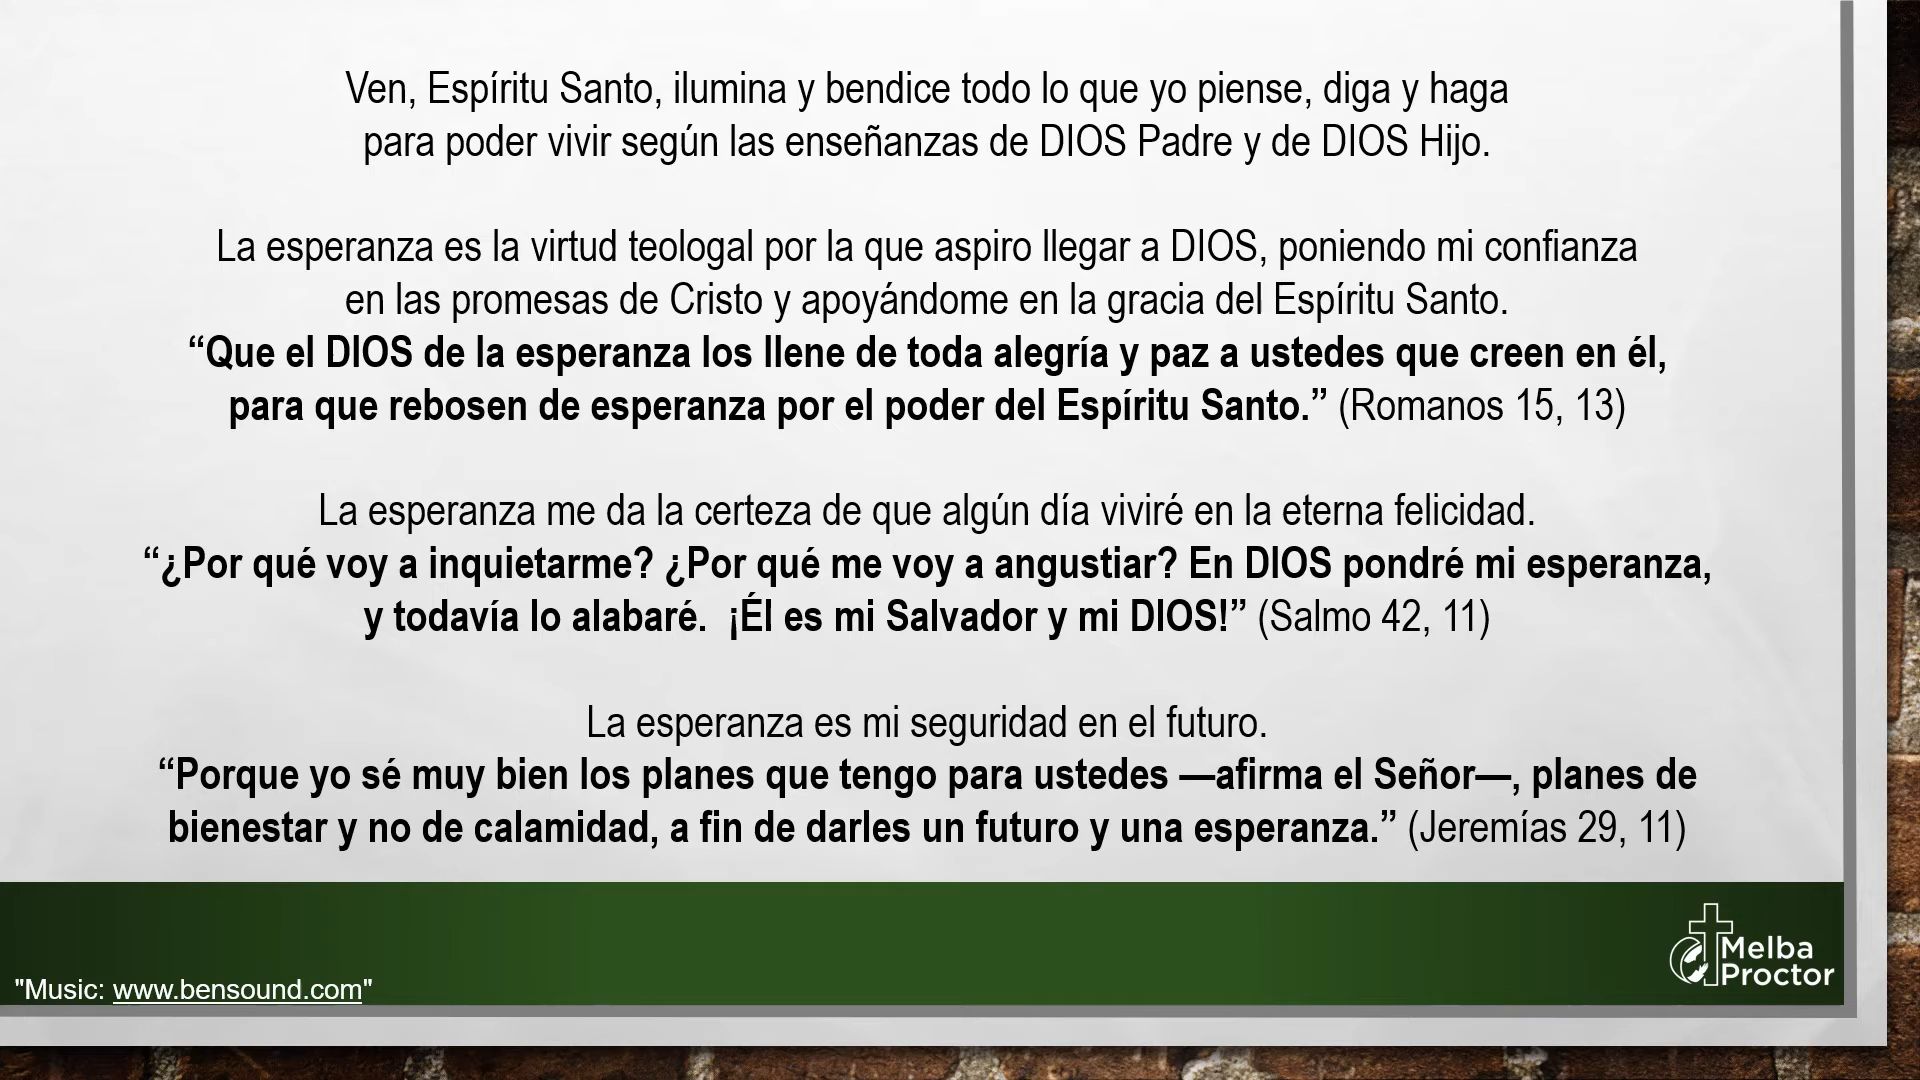 Ven, Espíritu Santo, ilumina y bendice todo lo que yo piense, diga y haga
para poder vivir según las enseñanzas de DIOS Padre y de DIOS Hijo.
La esperanza es la virtud teologal por la que aspiro llegar a DIOS, poniendo mi confianza
en las promesas de Cristo y apoyándome en la gracia del Espíritu Santo.
“Que el DIOS de la esperanza los llene de toda alegría y paz a ustedes que creen en él,
para que rebosen de esperanza por el poder del Espíritu Santo.” (Romanos 15, 13)
La esperanza me da la certeza de que algún día viviré en la eterna felicidad.
“¿Por qué voy a inquietarme? ¿Por qué me voy a angustiar? En DIOS pondré mi esperanza,
y todavía lo alabaré.  ¡Él es mi Salvador y mi DIOS!” (Salmo 42, 11)
La esperanza es mi seguridad en el futuro.
“Porque yo sé muy bien los planes que tengo para ustedes —afirma el Señor—, planes de
bienestar y no de calamidad, a fin de darles un futuro y una esperanza.” (Jeremías 29, 11)
Melba
Proctor
"Music: www.bensound.com"